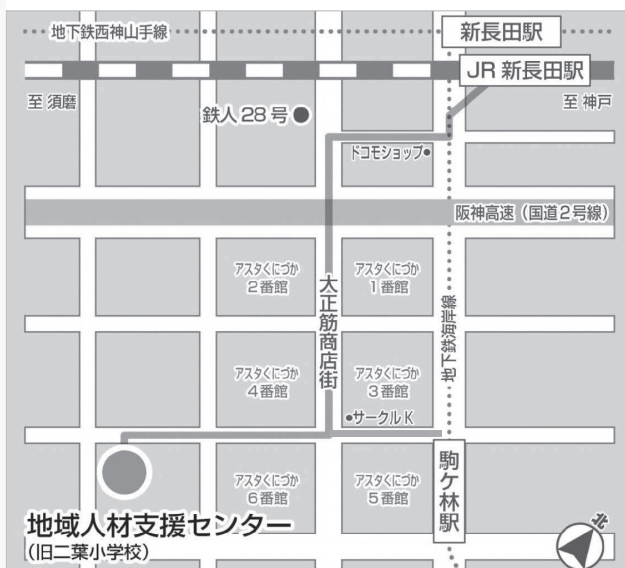 地下鉄西神山手線
新長田駅
JR 新長田駅
至 須磨
至 神戸
鉄人28号
ドコモショップ
阪神高速（国道2号線）
アスタくにづか
2番館
アスタくにづか
1番館
大正筋商店街
地下鉄海岸線
アスタくにづか
4番館
アスタくにづか
3番館
サークルK
駒ケ林駅
アスタくにづか
6番館
アスタくにづか
5番館
地域人材支援センター
（旧二葉小学校）
北